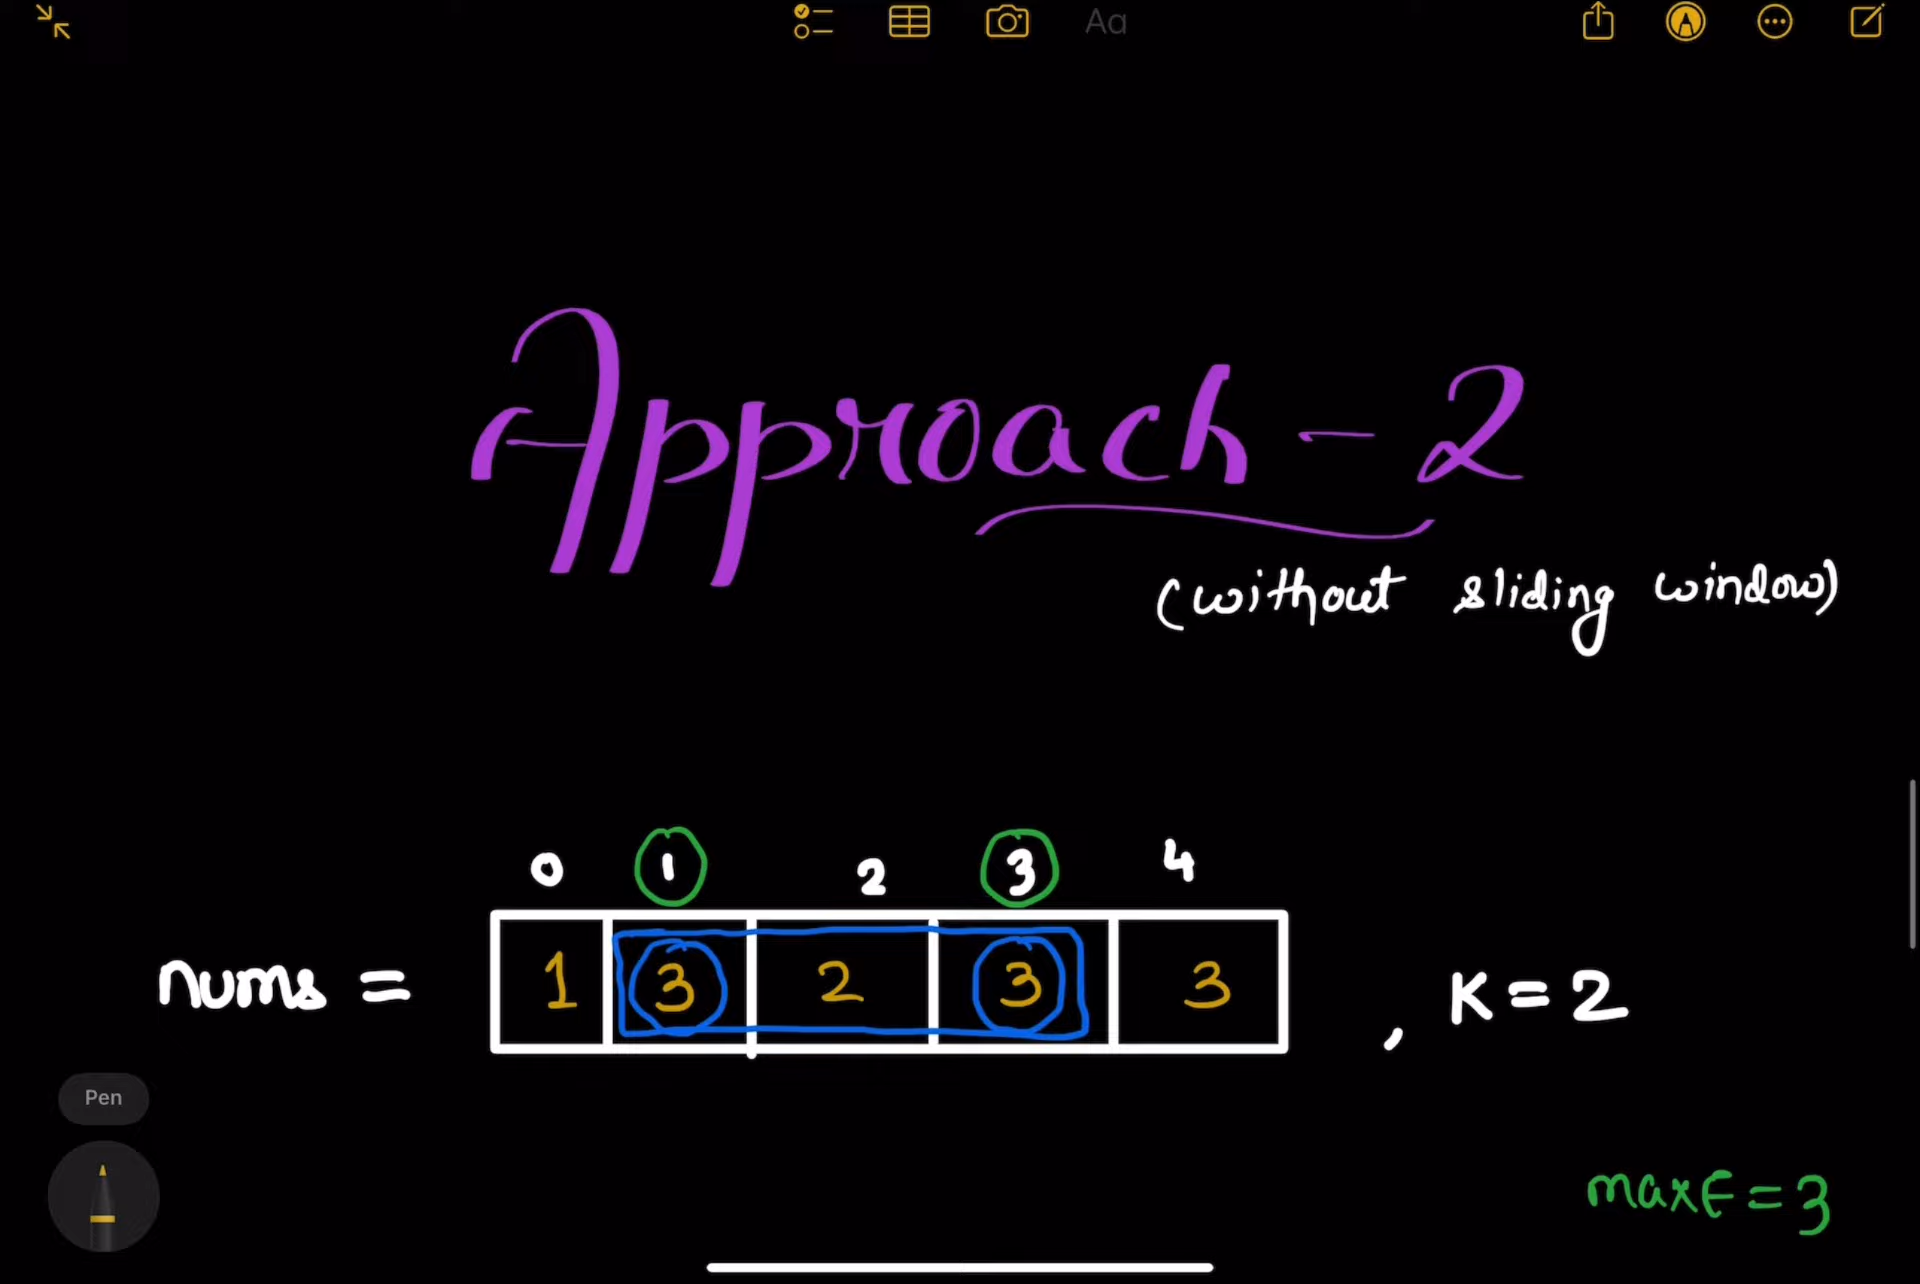 Aa
Approach - 2
(without sliding window)
0 1 2 3 4
nums = 1 3 2 3 3 , K = 2
Pen
maxE = 3